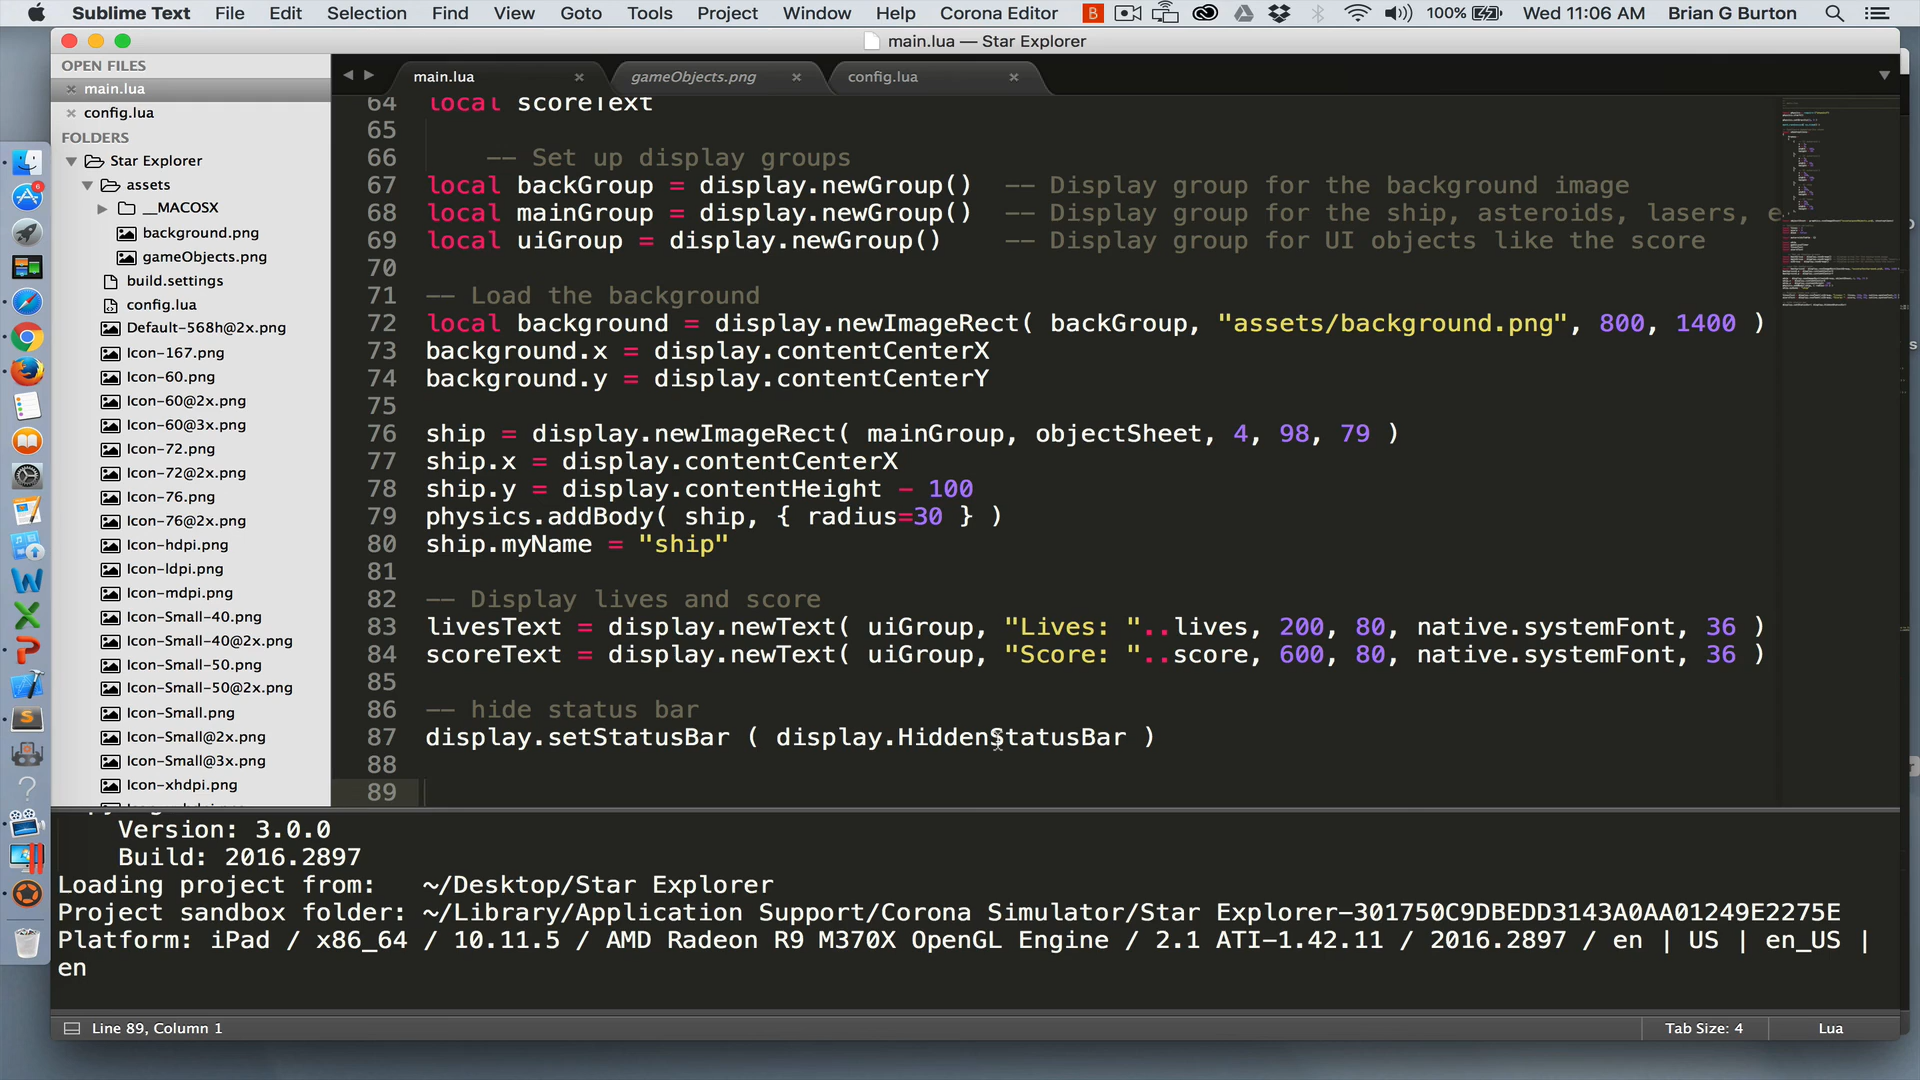 Sublime Text File Edit Selection Find View Goto Tools Project Window Help Corona Editor B 100% Wed 11:06 AM Brian G Burton
main.lua — Star Explorer
OPEN FILES
main.lua
config.lua
FOLDERS
Star Explorer
assets
__MACOSX
background.png
gameObjects.png
build.settings
config.lua
Default-568h@2x.png
Icon-167.png
Icon-60.png
Icon-60@2x.png
Icon-60@3x.png
Icon-72.png
Icon-72@2x.png
Icon-76.png
Icon-76@2x.png
Icon-hdpi.png
Icon-ldpi.png
Icon-mdpi.png
Icon-Small-40.png
Icon-Small-40@2x.png
Icon-Small-50.png
Icon-Small-50@2x.png
Icon-Small.png
Icon-Small@2x.png
Icon-Small@3x.png
Icon-xhdpi.png
main.lua gameObjects.png config.lua
64 local scoreText
65
66 -- Set up display groups
67 local backGroup = display.newGroup() -- Display group for the background image
68 local mainGroup = display.newGroup() -- Display group for the ship, asteroids, lasers, e
69 local uiGroup = display.newGroup() -- Display group for UI objects like the score
70
71 -- Load the background
72 local background = display.newImageRect( backGroup, "assets/background.png", 800, 1400 )
73 background.x = display.contentCenterX
74 background.y = display.contentCenterY
75
76 ship = display.newImageRect( mainGroup, objectSheet, 4, 98, 79 )
77 ship.x = display.contentCenterX
78 ship.y = display.contentHeight - 100
79 physics.addBody( ship, { radius=30 } )
80 ship.myName = "ship"
81
82 -- Display lives and score
83 livesText = display.newText( uiGroup, "Lives: "..lives, 200, 80, native.systemFont, 36 )
84 scoreText = display.newText( uiGroup, "Score: "..score, 600, 80, native.systemFont, 36 )
85
86 -- hide status bar
87 display.setStatusBar ( display.HiddenStatusBar )
88
89
Version: 3.0.0
Build: 2016.2897
Loading project from: ~/Desktop/Star Explorer
Project sandbox folder: ~/Library/Application Support/Corona Simulator/Star Explorer-301750C9DBEDD3143A0AA01249E2275E
Platform: iPad / x86_64 / 10.11.5 / AMD Radeon R9 M370X OpenGL Engine / 2.1 ATI-1.42.11 / 2016.2897 / en | US | en_US |
en
Line 89, Column 1 Tab Size: 4 Lua